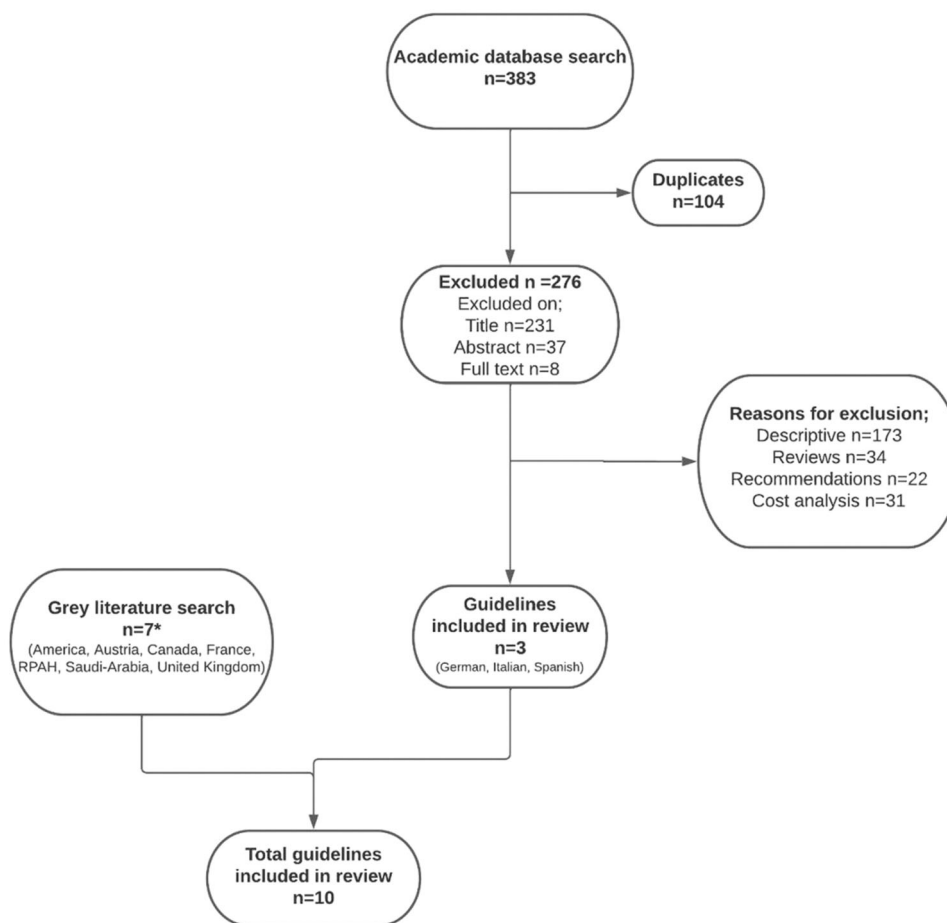 Academic database search
n=383
Duplicates
n=104
Excluded n =276
Excluded on;
Title n=231
Abstract n=37
Full text n=8
Reasons for exclusion;
Descriptive n=173
Reviews n=34
Recommendations n=22
Cost analysis n=31
Grey literature search
n=7*
(America, Austria, Canada, France,
RPAH, Saudi-Arabia, United Kingdom)
Guidelines
included in review
n=3
(German, Italian, Spanish)
Total guidelines
included in review
n=10